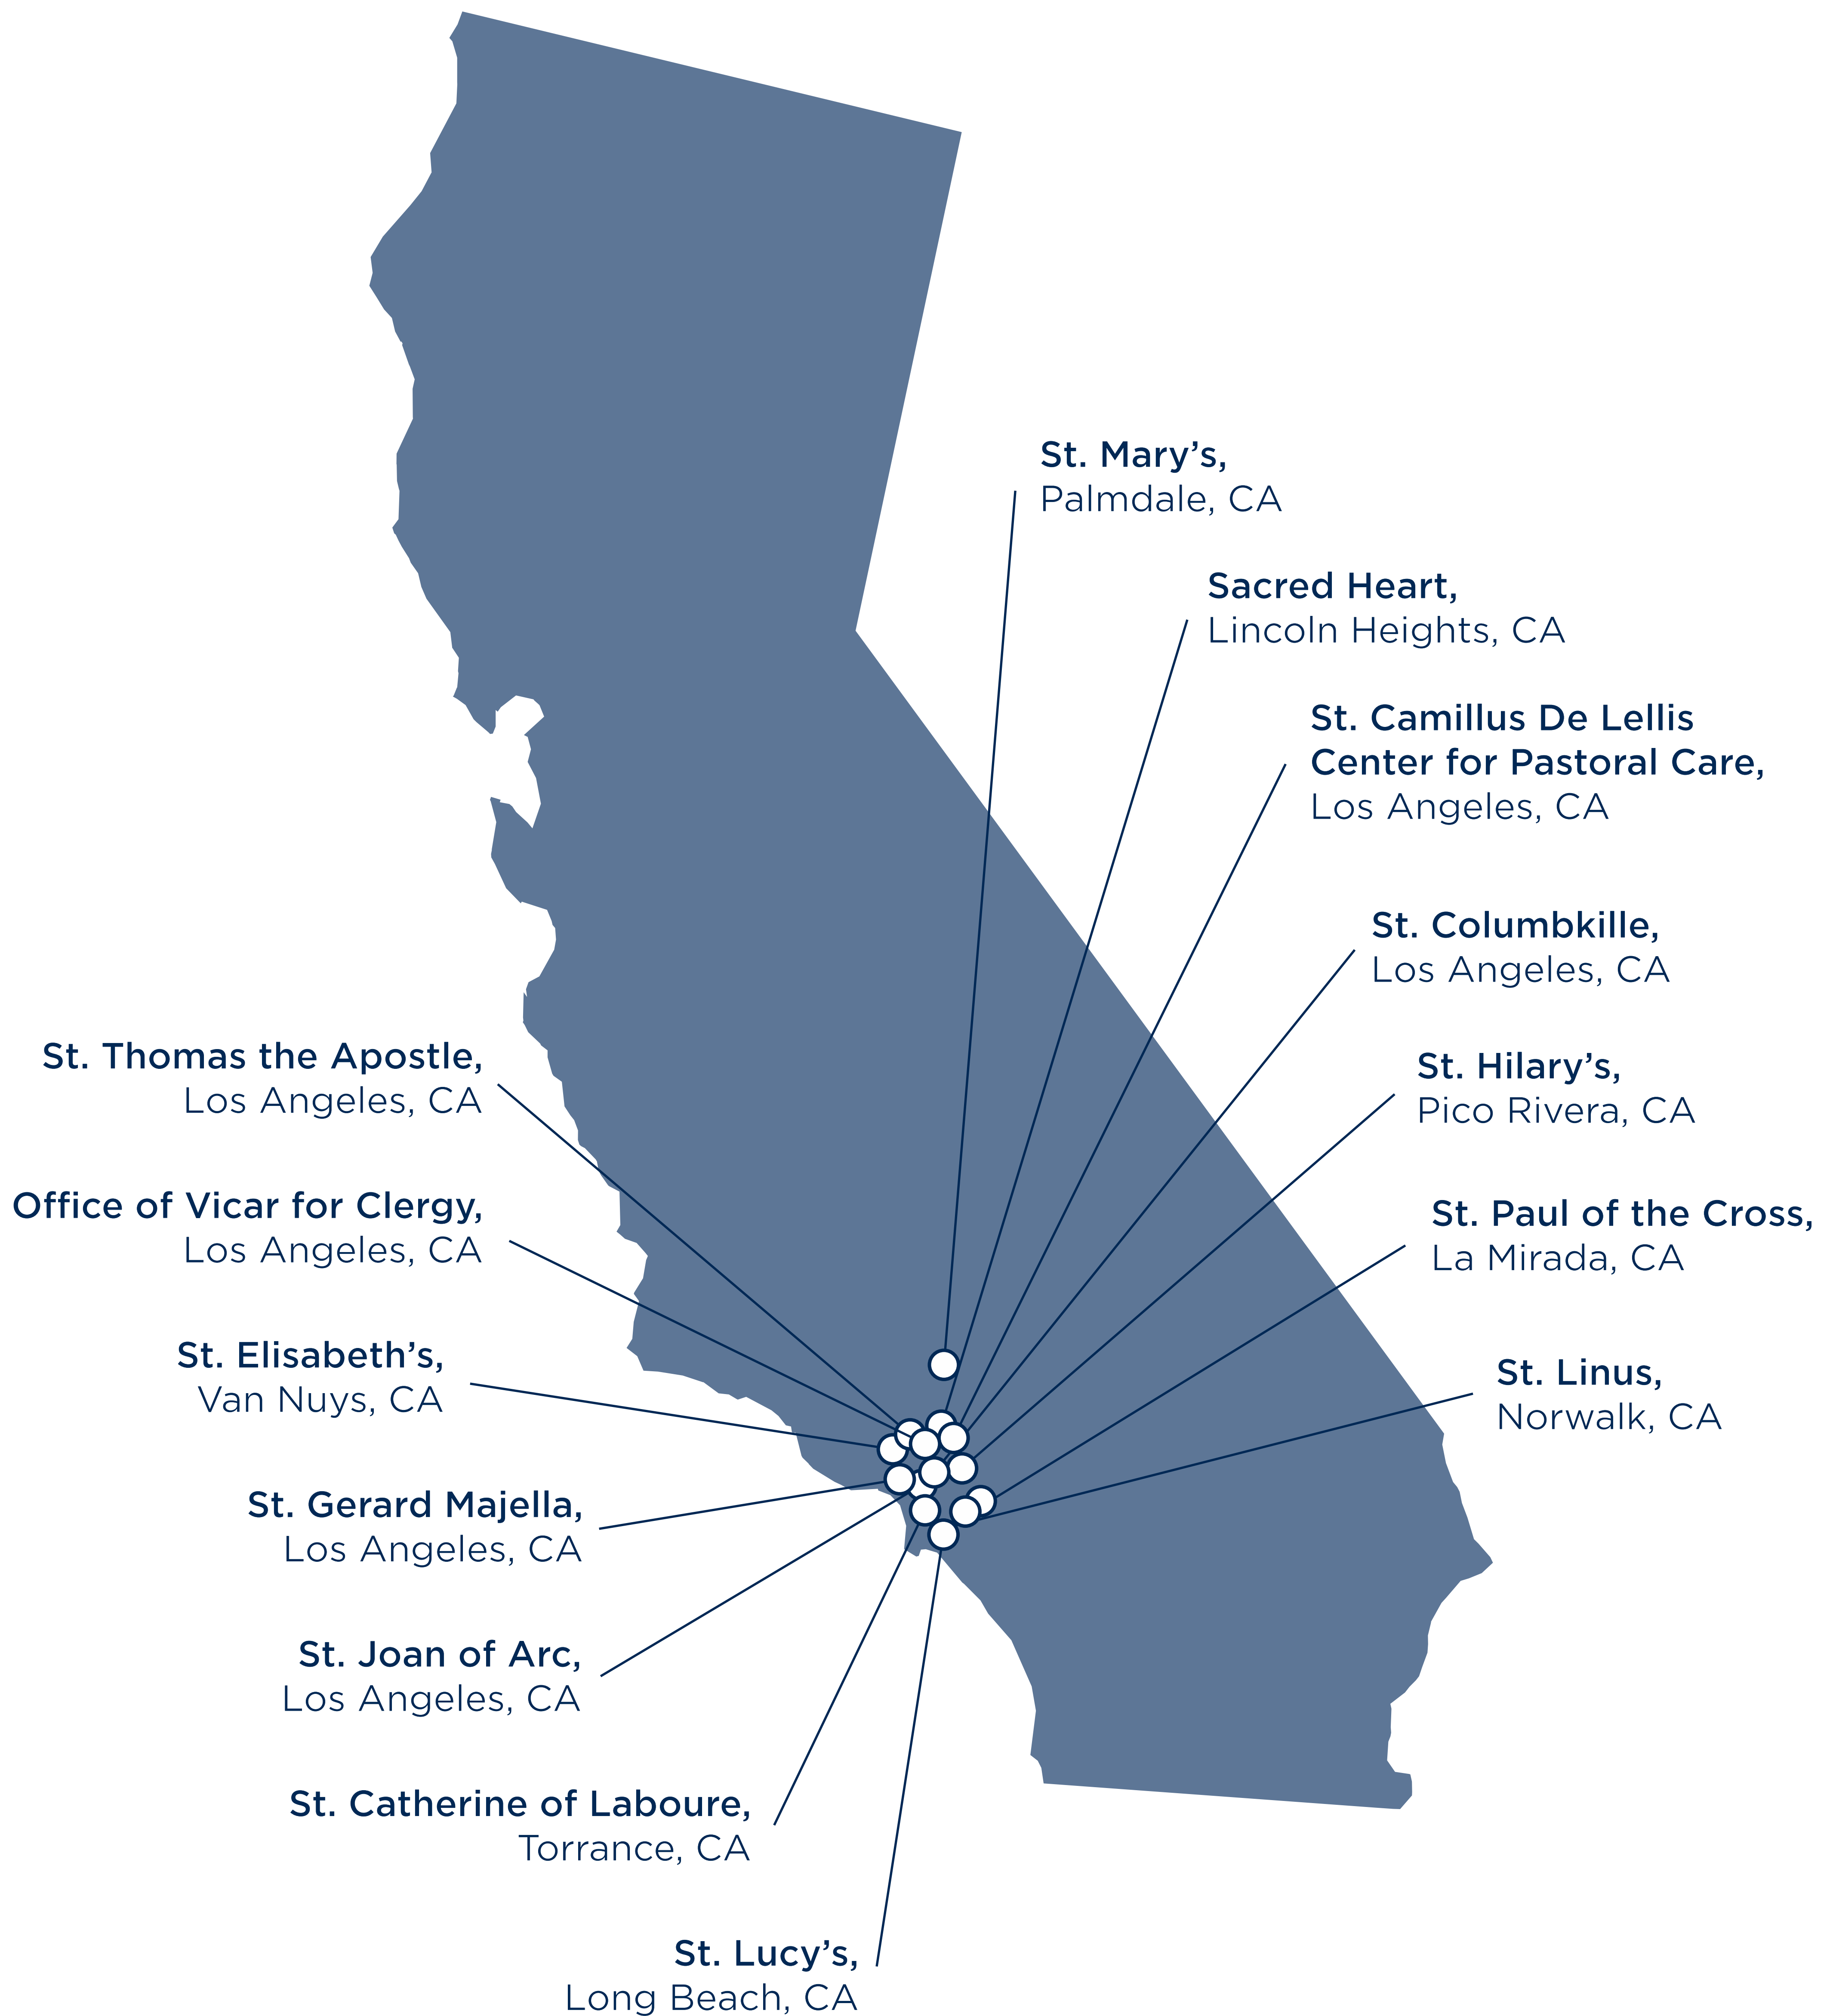 St. Mary’s,
Palmdale, CA
Sacred Heart,
Lincoln Heights, CA
St. Camillus De Lellis
Center for Pastoral Care,
Los Angeles, CA
St. Columbkille,
Los Angeles, CA
St. Hilary’s,
Pico Rivera, CA
St. Paul of the Cross,
La Mirada, CA
St. Linus,
Norwalk, CA
St. Thomas the Apostle,
Los Angeles, CA
Office of Vicar for Clergy,
Los Angeles, CA
St. Elisabeth’s,
Van Nuys, CA
St. Gerard Majella,
Los Angeles, CA
St. Joan of Arc,
Los Angeles, CA
St. Catherine of Laboure,
Torrance, CA
St. Lucy’s,
Long Beach, CA